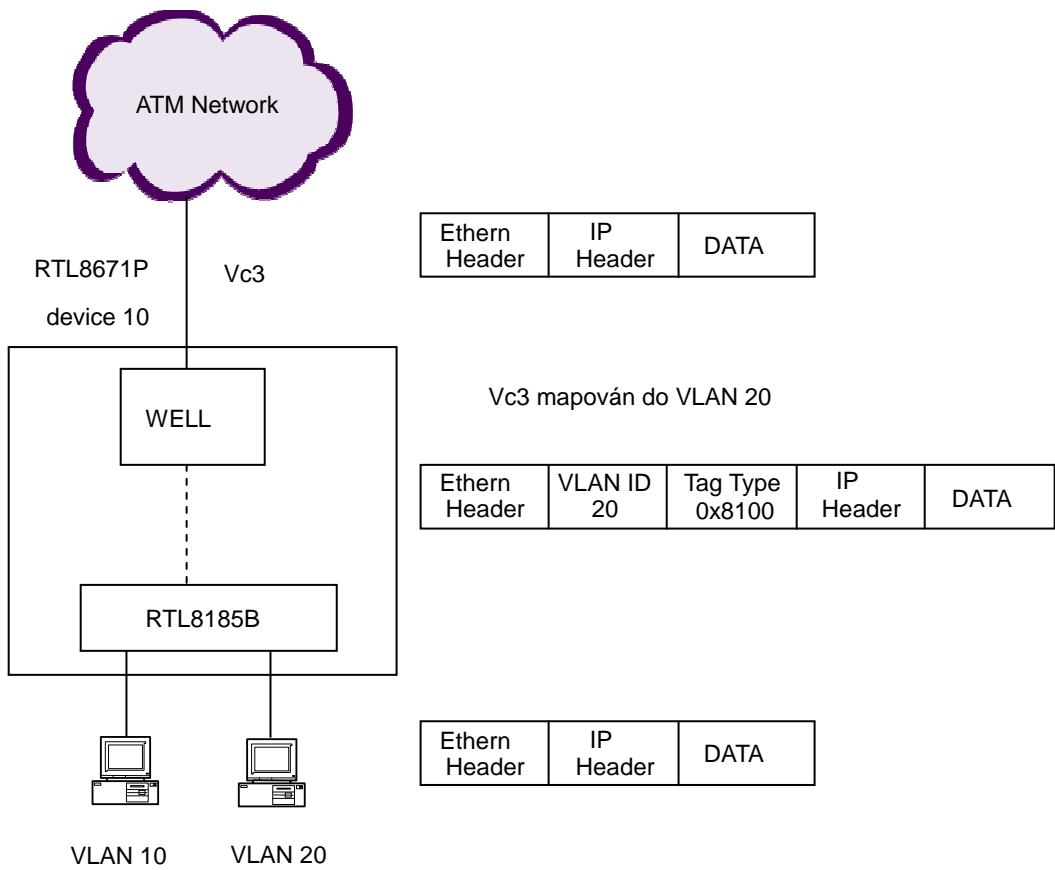 ATM Network
Ethern
Header
IP
Header
DATA
RTL8671P
Vc3
device 10
Vc3 mapován do VLAN 20
WELL
Ethern
Header
VLAN ID
20
Tag Type
0x8100
IP
Header
DATA
RTL8185B
Ethern
Header
IP
Header
DATA
VLAN 10
VLAN 20